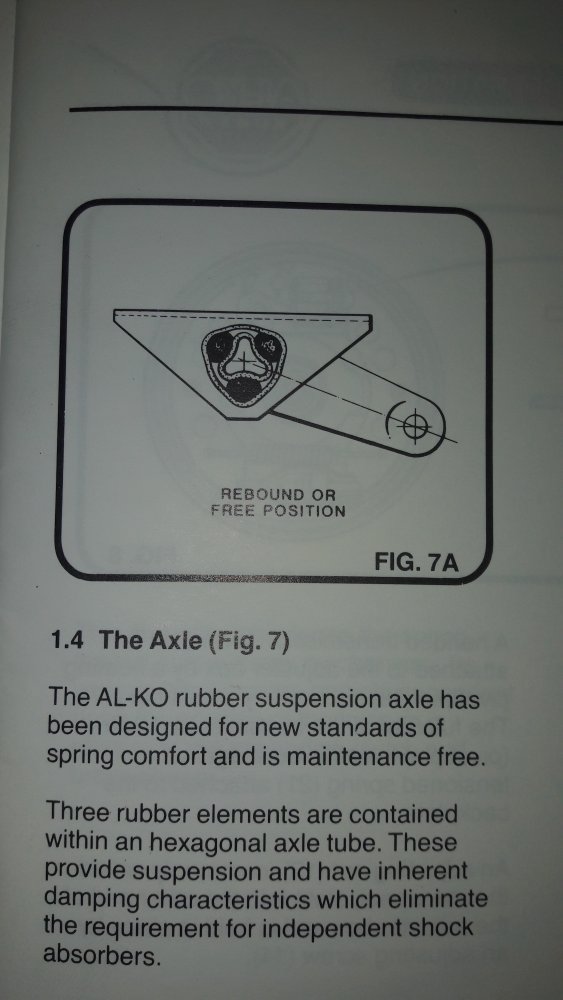 REBOUND OR
FREE POSITION
FIG. 7A
1.4 The Axle (Fig. 7)
The AL-KO rubber suspension axle has
been designed for new standards of
spring comfort and is maintenance free.
Three rubber elements are contained
within an hexagonal axle tube. These
provide suspension and have inherent
damping characteristics which eliminate
the requirement for independent shock
absorbers.